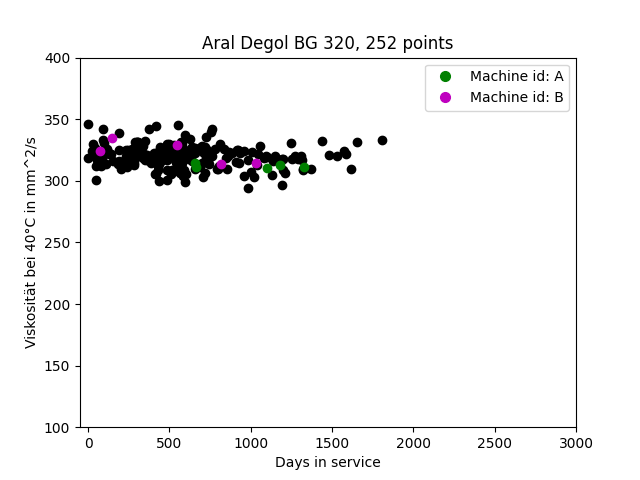 Aral Degol BG 320, 252 points
Machine id: A
Machine id: B
Viskosität bei 40°C in mm^2/s
400
350
300
250
200
150
100
0 500 1000 1500 2000 2500 3000
Days in service